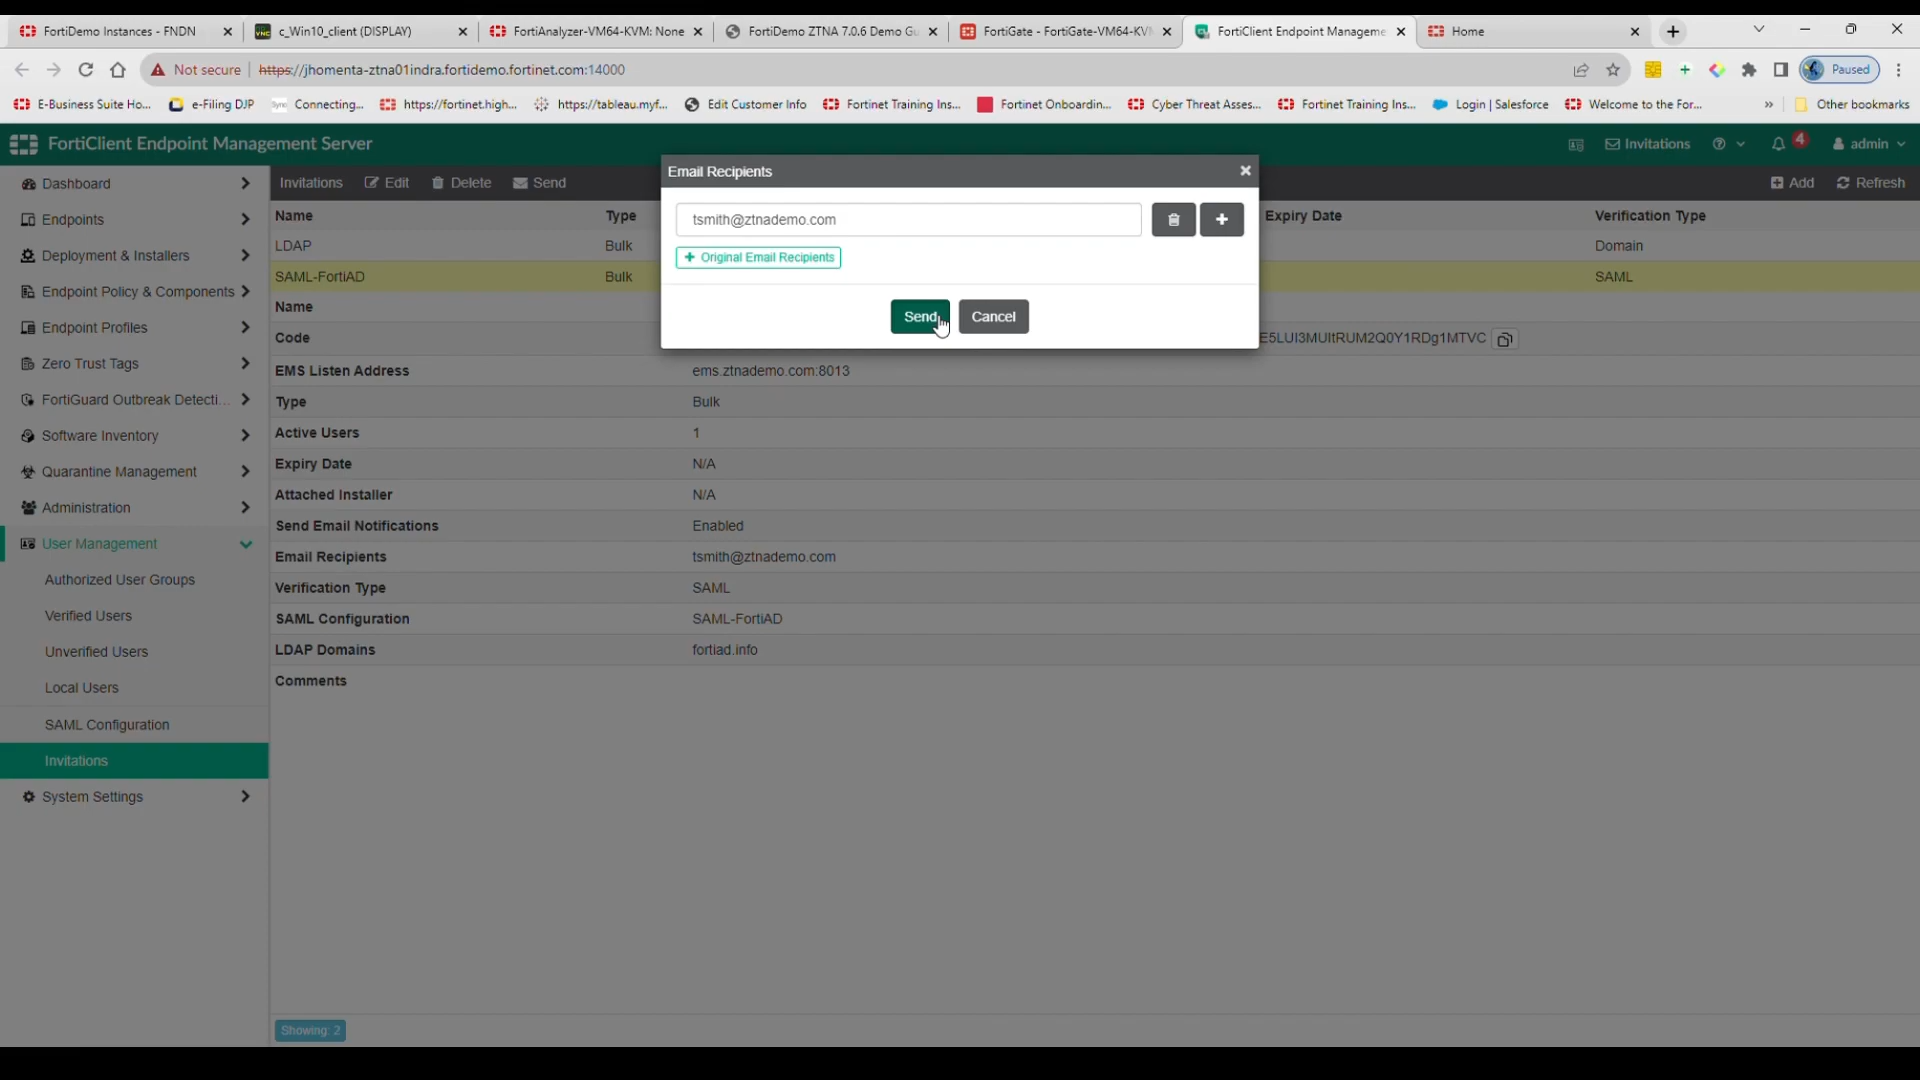 FortiDemo Instances - FNDN
c_Win10_client (DISPLAY)
FortiAnalyzer-VM64-KVM: None
FortiDemo ZTNA 7.0.6 Demo Gu
FortiGate - FortiGate-VM64-KVM
FortiClient Endpoint Manageme
Home
Not secure https://jhomenta-ztna01indra.fortidemo.fortinet.com:14000
Paused
E-Business Suite Ho...
e-Filing DJP
Connecting...
https://fortinet.high...
https://tableau.myf...
Edit Customer Info
Fortinet Training Ins...
Fortinet Onboardin...
Cyber Threat Asses...
Fortinet Training Ins...
Login | Salesforce
Welcome to the For...
»
Other bookmarks
FortiClient Endpoint Management Server
Invitations
4
admin
Dashboard
Endpoints
Deployment & Installers
Endpoint Policy & Components
Endpoint Profiles
Zero Trust Tags
FortiGuard Outbreak Detecti...
Software Inventory
Quarantine Management
Administration
User Management
Authorized User Groups
Verified Users
Unverified Users
Local Users
SAML Configuration
Invitations
System Settings
Invitations Edit Delete Send
Add Refresh
Name Type Expiry Date Verification Type
LDAP Bulk Domain
SAML-FortiAD Bulk SAML
Name
Code E5LUI3MUItRUM2Q0Y1RDg1MTVC
EMS Listen Address ems.ztnademo.com:8013
Type Bulk
Active Users 1
Expiry Date N/A
Attached Installer N/A
Send Email Notifications Enabled
Email Recipients tsmith@ztnademo.com
Verification Type SAML
SAML Configuration SAML-FortiAD
LDAP Domains fortiad.info
Comments
Showing: 2
Email Recipients
tsmith@ztnademo.com
+ Original Email Recipients
Send Cancel